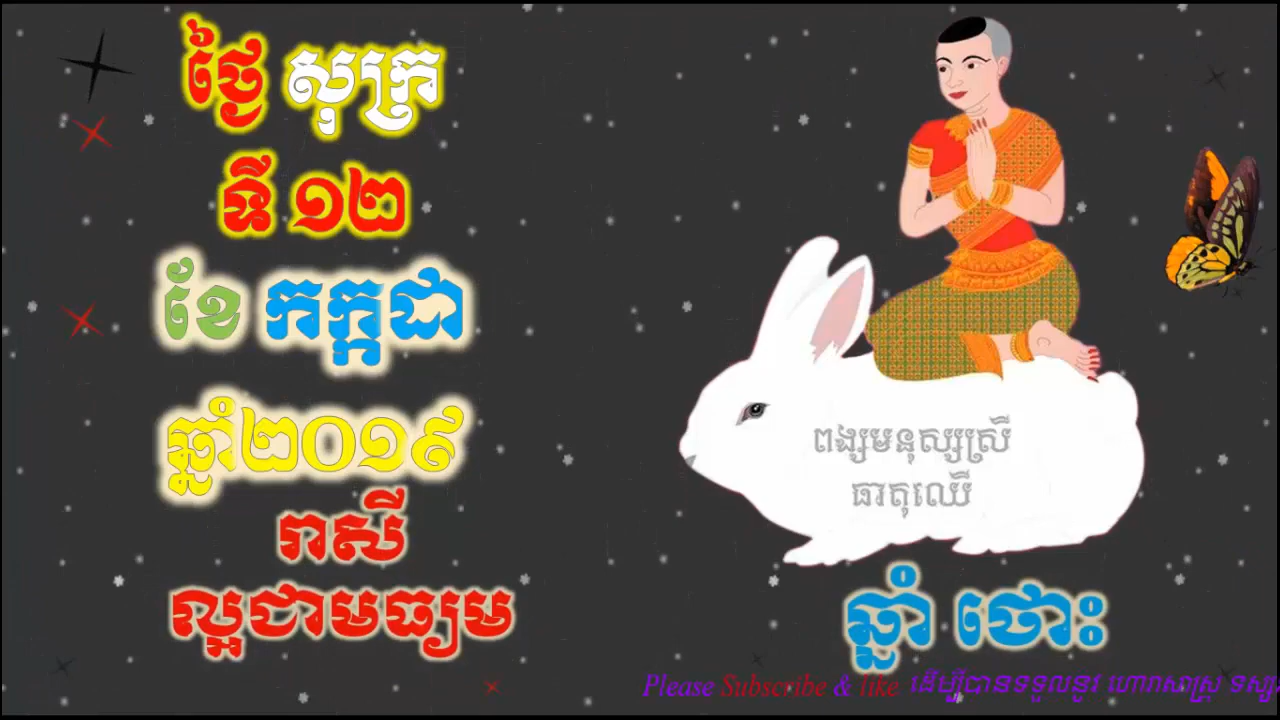 ថ្ងៃ សុក្រ
ទី ១២
ខែ កក្កដា
ឆ្នាំ២០១៩
រាសី
ល្អជាមធ្យម
ពង្សមនុស្សស្រី
ធាតុឈើ
ឆ្នាំ ថោះ
Please Subscribe & like ដើម្បីបានទទួលនូវ ហោរាសាស្ត្រ